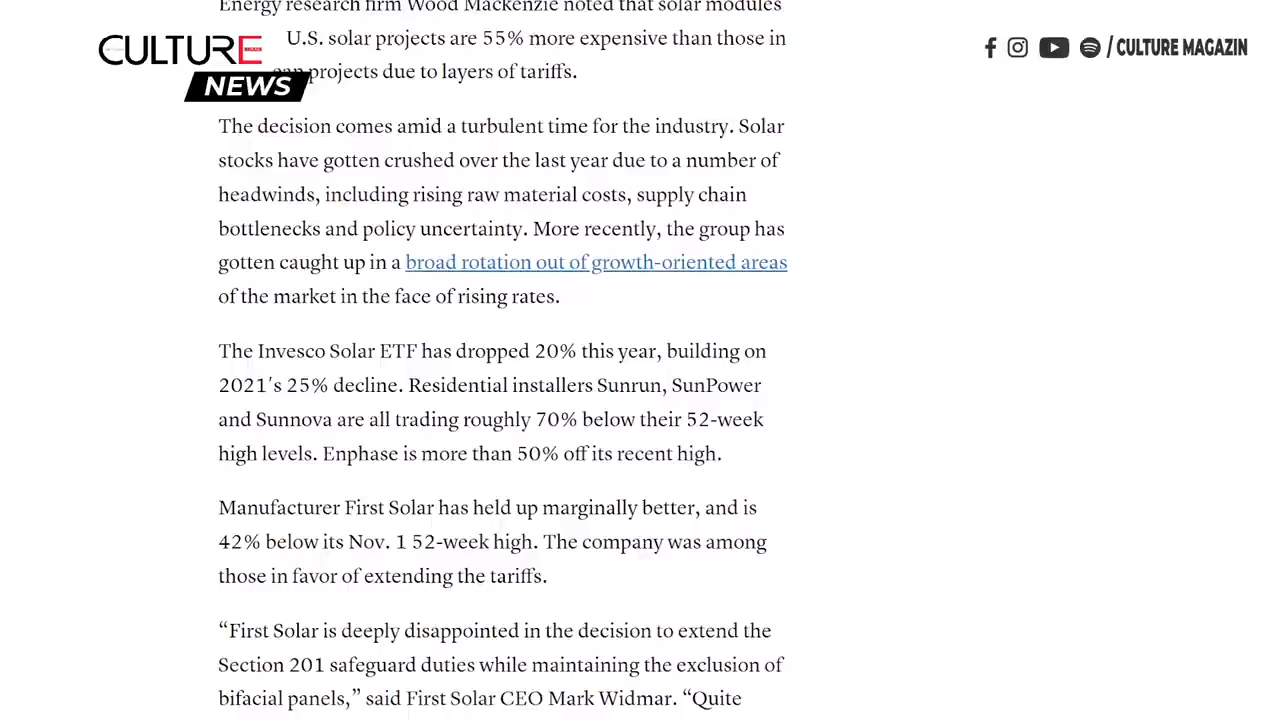 Energy research firm Wood Mackenzie noted that solar modules
U.S. solar projects are 55% more expensive than those in
projects due to layers of tariffs.
CULTURE
NEWS
/ CULTURE MAGAZIN
The decision comes amid a turbulent time for the industry. Solar
stocks have gotten crushed over the last year due to a number of
headwinds, including rising raw material costs, supply chain
bottlenecks and policy uncertainty. More recently, the group has
gotten caught up in a broad rotation out of growth-oriented areas
of the market in the face of rising rates.
The Invesco Solar ETF has dropped 20% this year, building on
2021's 25% decline. Residential installers Sunrun, SunPower
and Sunnova are all trading roughly 70% below their 52-week
high levels. Enphase is more than 50% off its recent high.
Manufacturer First Solar has held up marginally better, and is
42% below its Nov. 1 52-week high. The company was among
those in favor of extending the tariffs.
“First Solar is deeply disappointed in the decision to extend the
Section 201 safeguard duties while maintaining the exclusion of
bifacial panels,” said First Solar CEO Mark Widmar. “Quite